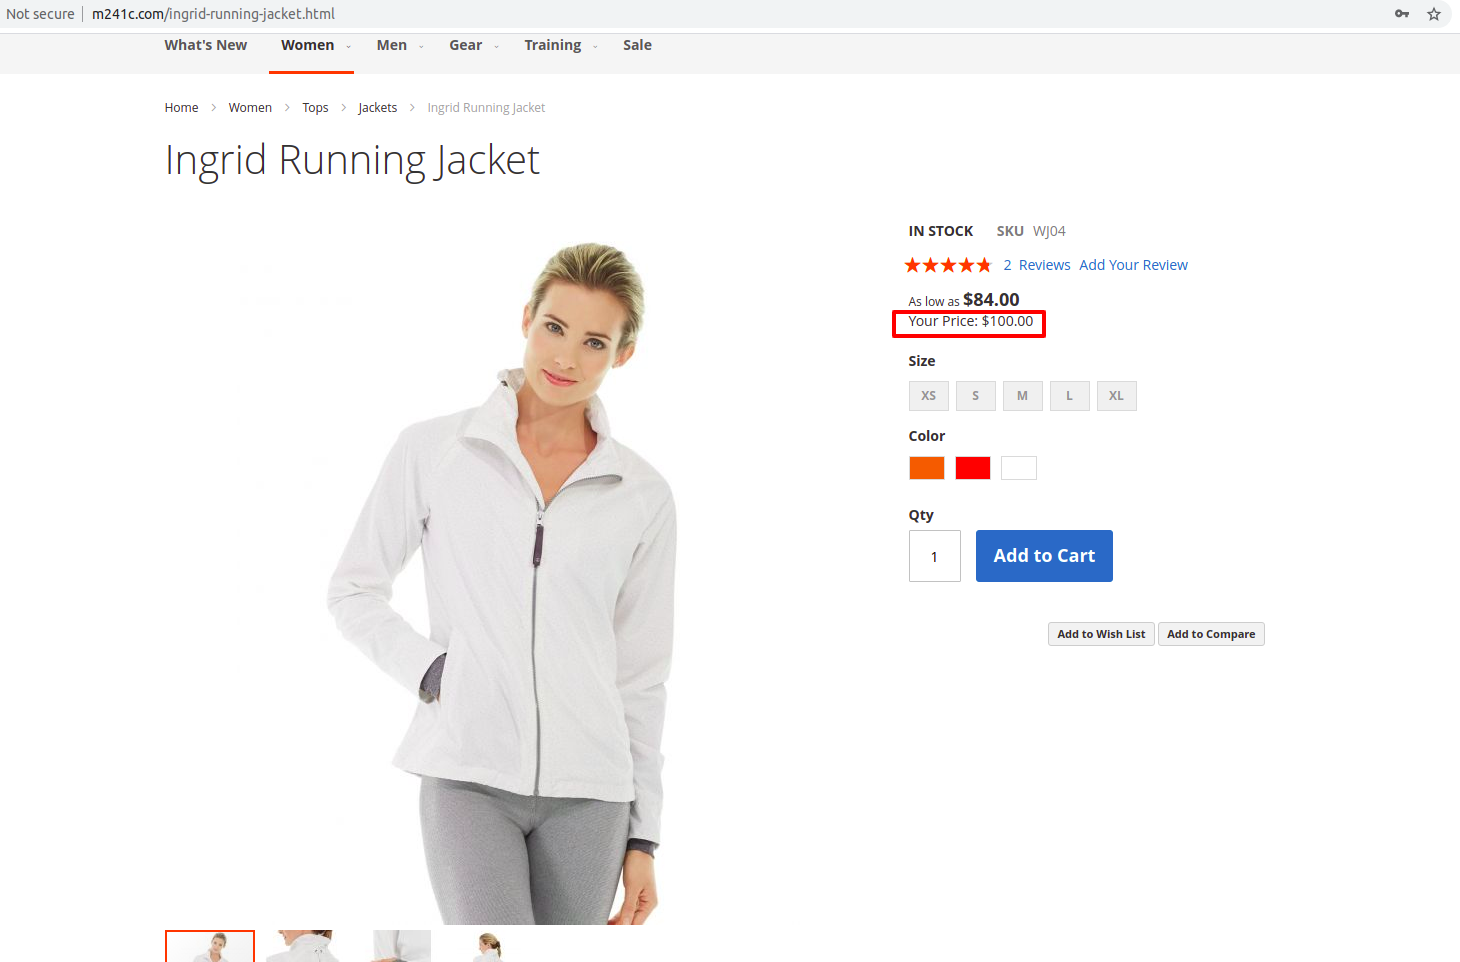 Not secure m241c.com/ingrid-running-jacket.html
What's New Women Men Gear Training Sale
Home Women Tops Jackets Ingrid Running Jacket
Ingrid Running Jacket
IN STOCK SKU WJ04
2 Reviews Add Your Review
As low as $84.00
Your Price: $100.00
Size
XS S M L XL
Color
Qty
1 Add to Cart
Add to Wish List Add to Compare